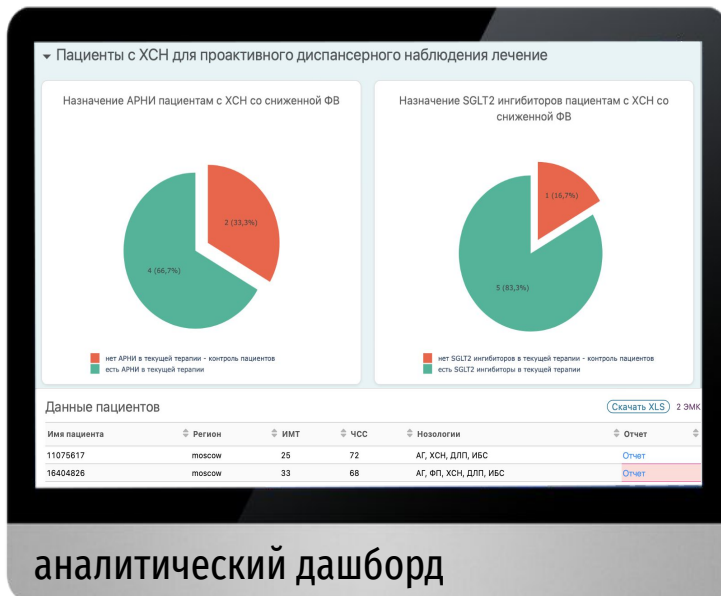 Пациенты с ХСН для проактивного диспансерного наблюдения лечение
Назначение АРНИ пациентам с ХСН со сниженной ФВ
2 (33,3%)
4 (66,7%)
нет АРНИ в текущей терапии - контроль пациентов
есть АРНИ в текущей терапии
Назначение SGLT2 ингибиторов пациентам с ХСН со
сниженной ФВ
1 (16,7%)
5 (83,3%)
нет SGLT2 ингибиторов в текущей терапии - контроль пациентов
есть SGLT2 ингибиторы в текущей терапии
Данные пациентов Скачать XLS 2 ЭМК
Имя пациента Регион ИМТ ЧСС Нозологии Отчет
11075617 moscow 25 72 АГ, ХСН, ДЛП, ИБС Отчет
16404826 moscow 33 68 АГ, ФП, ХСН, ДЛП, ИБС Отчет
аналитический дашборд